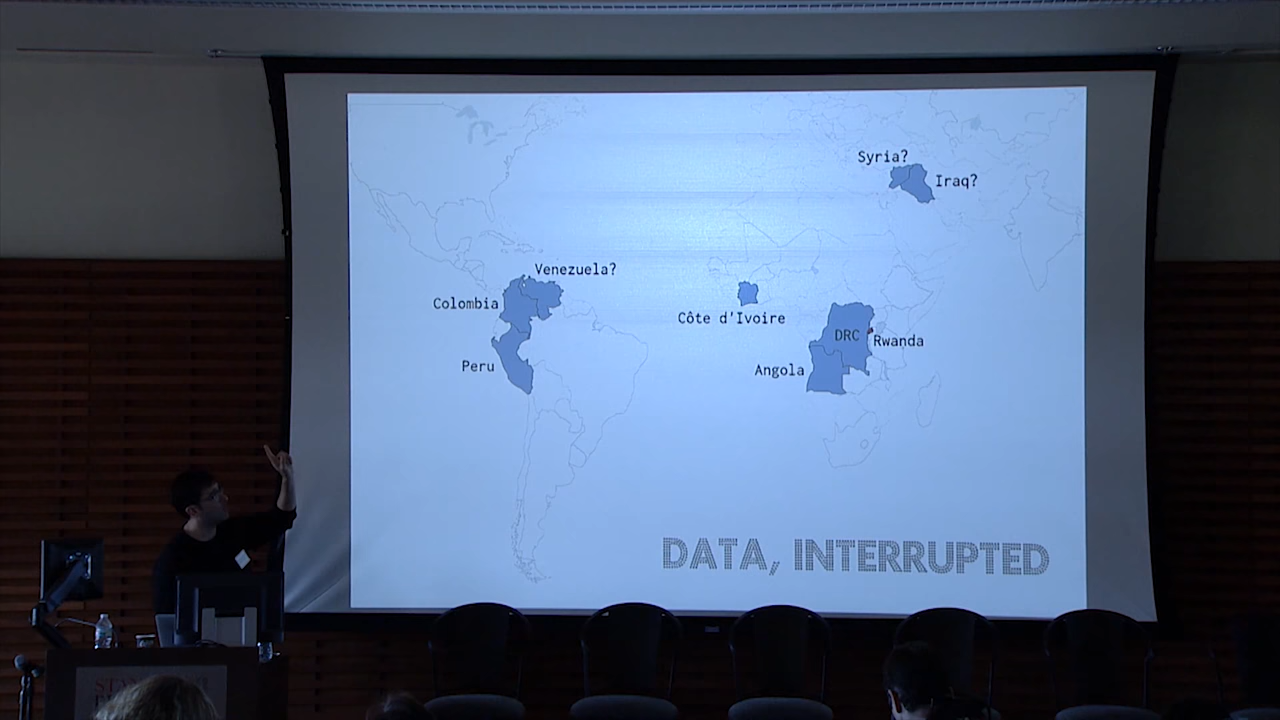 Syria?
Iraq?
Venezuela?
Colombia
Côte d'Ivoire
DRC
Rwanda
Peru
Angola
DATA, INTERRUPTED